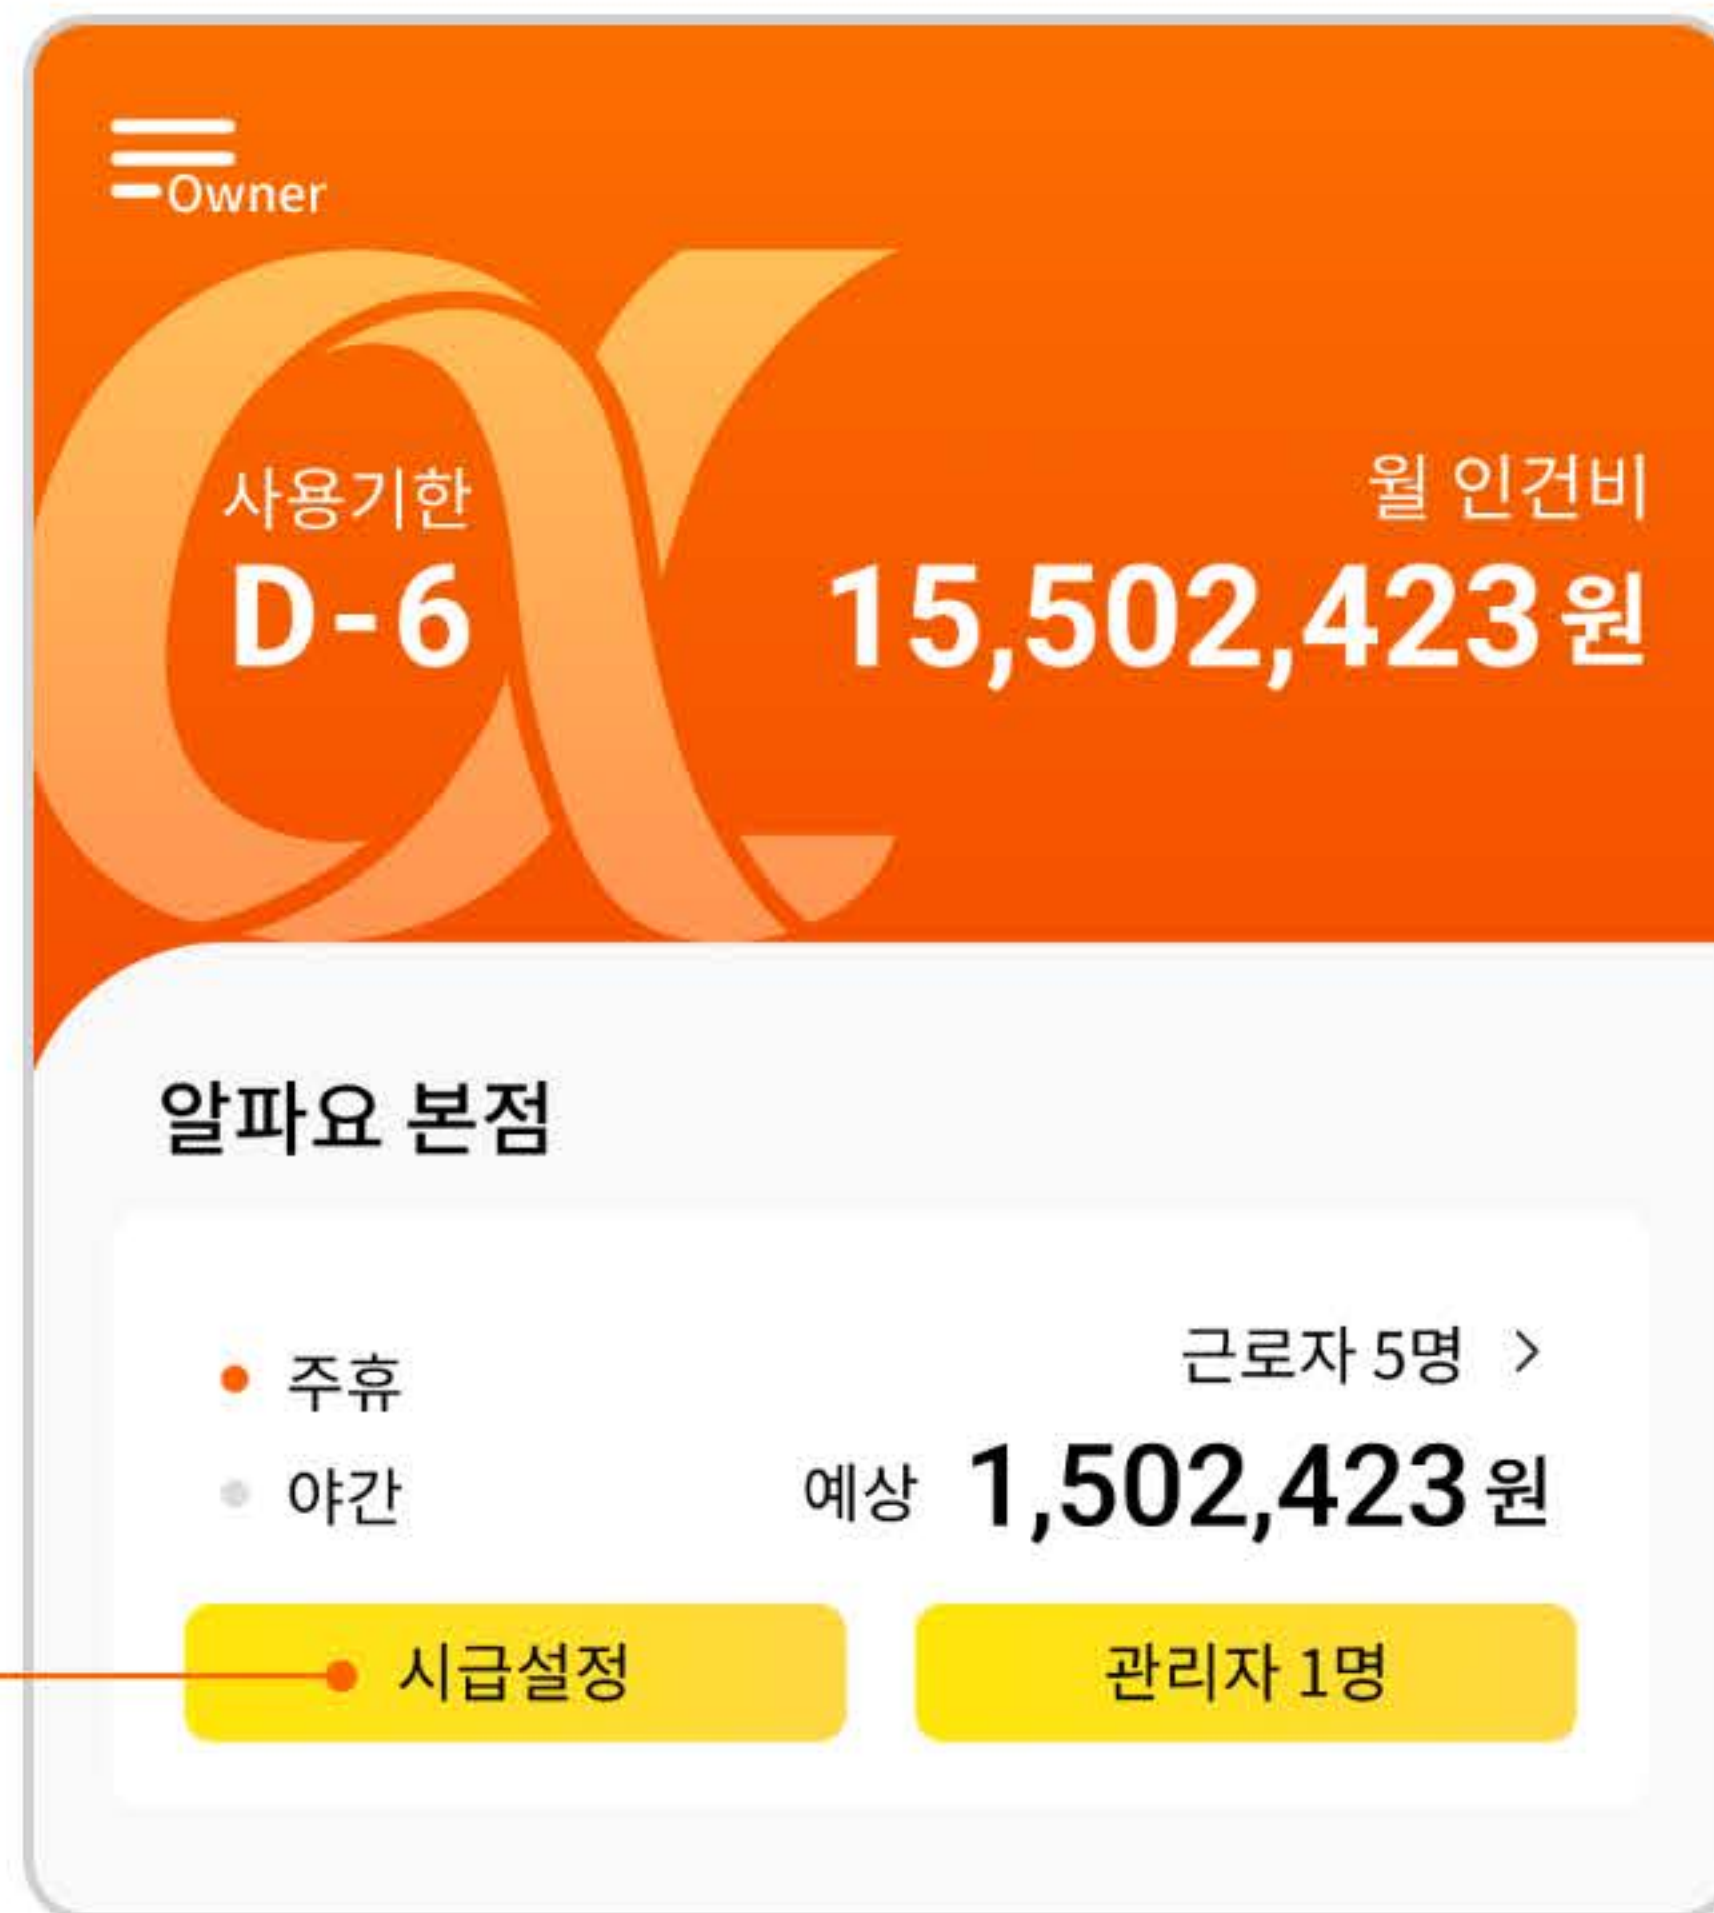 Owner
사용기한
월 인건비
D-6
15,502,423원
알파요 본점
주휴
근로자 5명 >
야간
예상 1,502,423원
시급설정
관리자 1명